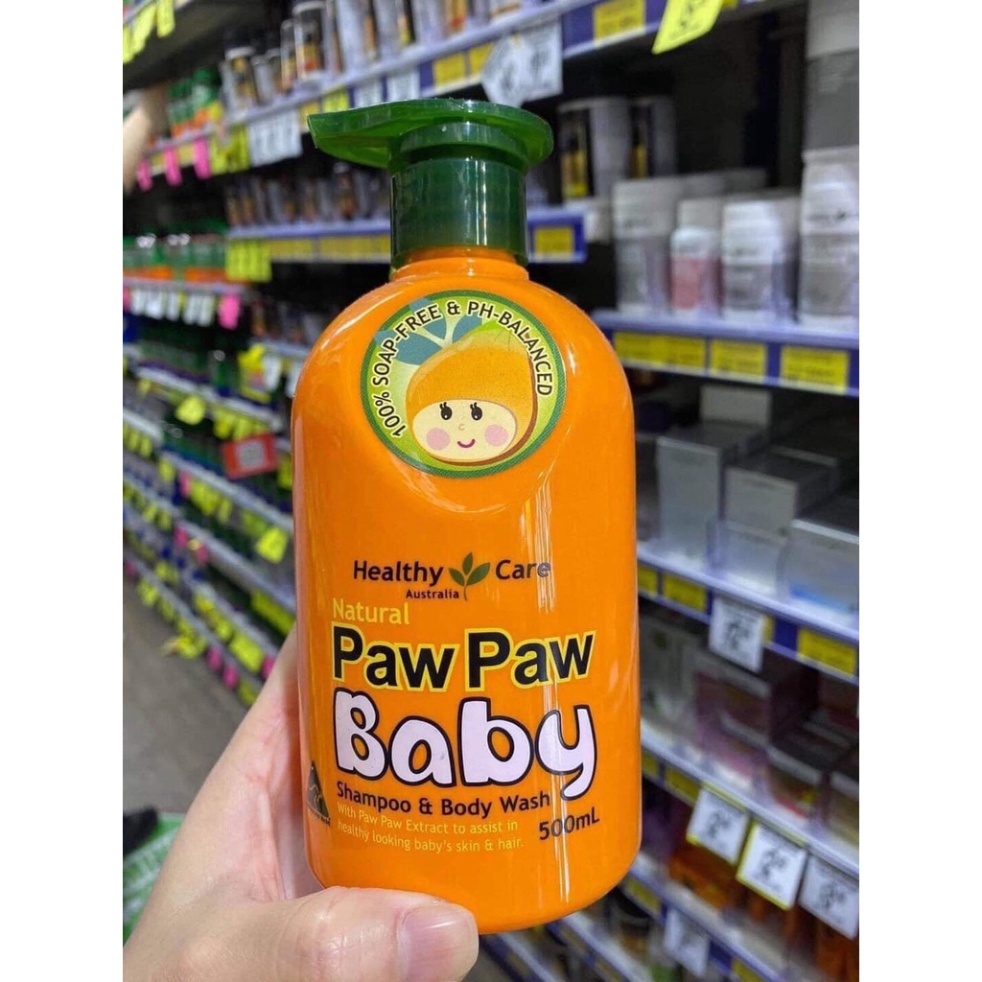 100% SOAP-FREE & PH-BALANCED
Healthy Care
Australia
Natural
Paw Paw
Baby
Shampoo & Body Wash
With Paw Paw Extract to assist in
healthy looking baby's skin & hair.
500mL